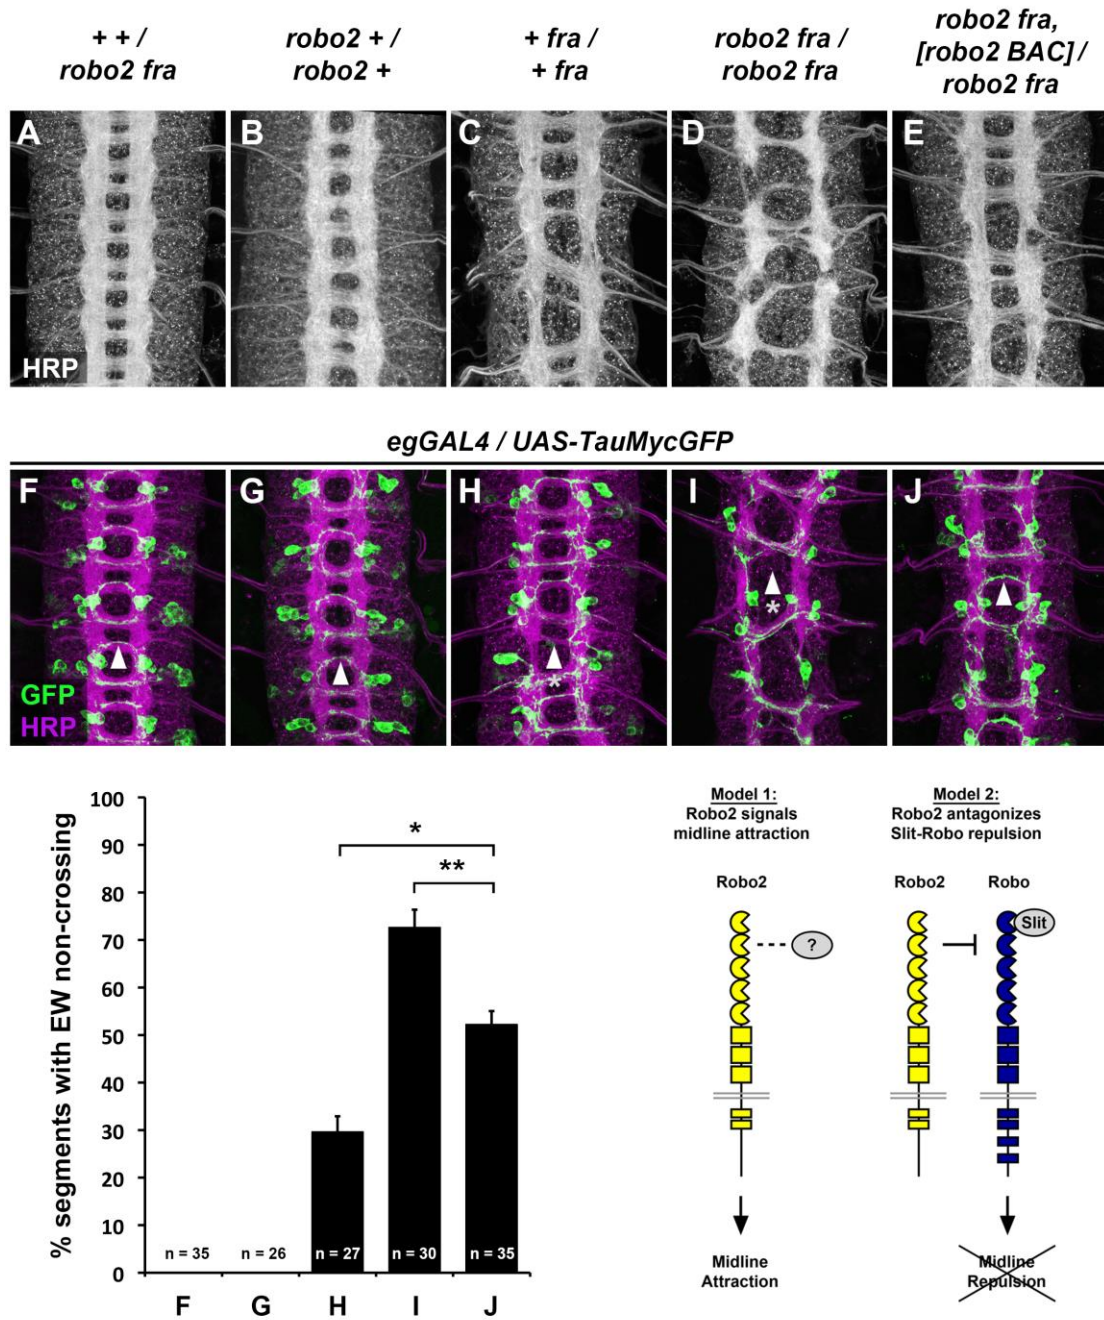 + + /
robo2 fra
robo2 + /
robo2 +
+ fra /
+ fra
robo2 fra /
robo2 fra
robo2 fra,
[robo2 BAC] /
robo2 fra
A
B
C
D
E
HRP
egGAL4 / UAS-TauMycGFP
F
G
H
I
J
*
*
GFP
HRP
% segments with EW non-crossing
100
90
80
70
60
50
40
30
20
10
0
*
**
n = 35
n = 26
n = 27
n = 30
n = 35
F
G
H
I
J
Model 1:
Robo2 signals
midline attraction
Robo2
?
Midline
Attraction
Model 2:
Robo2 antagonizes
Slit-Robo repulsion
Robo2
Robo
Slit
Midline
Repulsion